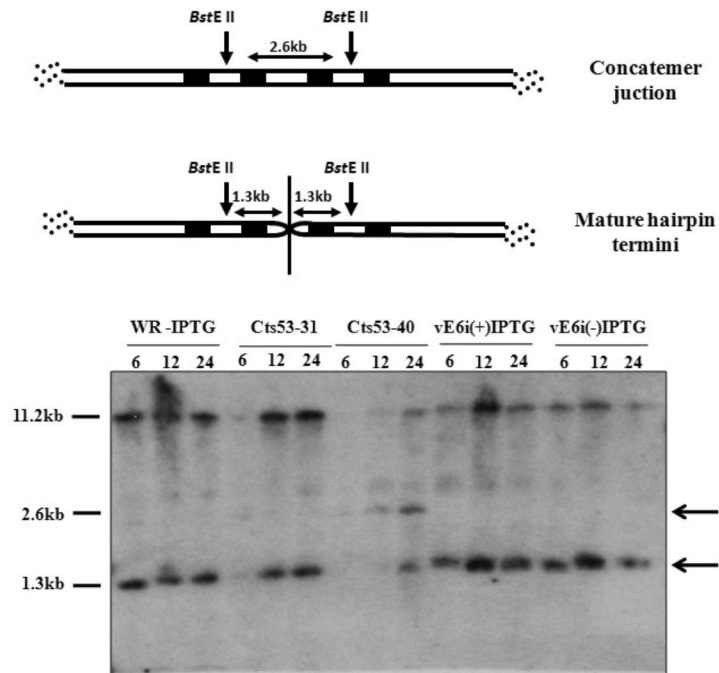 BstE II BstE II
2.6kb
Concatemer
juction
BstE II BstE II
1.3kb 1.3kb
Mature hairpin
termini
WR -IPTG Cts53-31 Cts53-40 vE6i(+)IPTG vE6i(-)IPTG
6 12 24 6 12 24 6 12 24 6 12 24 6 12 24
11.2kb
2.6kb
1.3kb